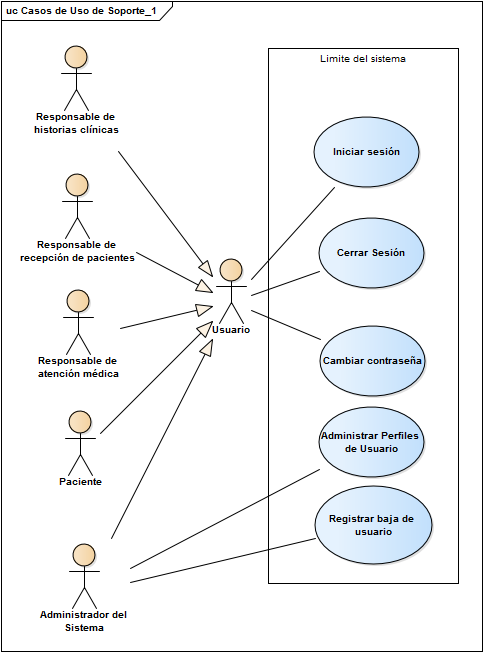 uc Casos de Uso de Soporte_1
Limite del sistema
Responsable de
historias clínicas
Iniciar sesión
Responsable de
recepción de pacientes
Cerrar Sesión
Usuario
Responsable de
atención médica
Cambiar contraseña
Administrar Perfiles
de Usuario
Paciente
Registrar baja de
usuario
Administrador del
Sistema